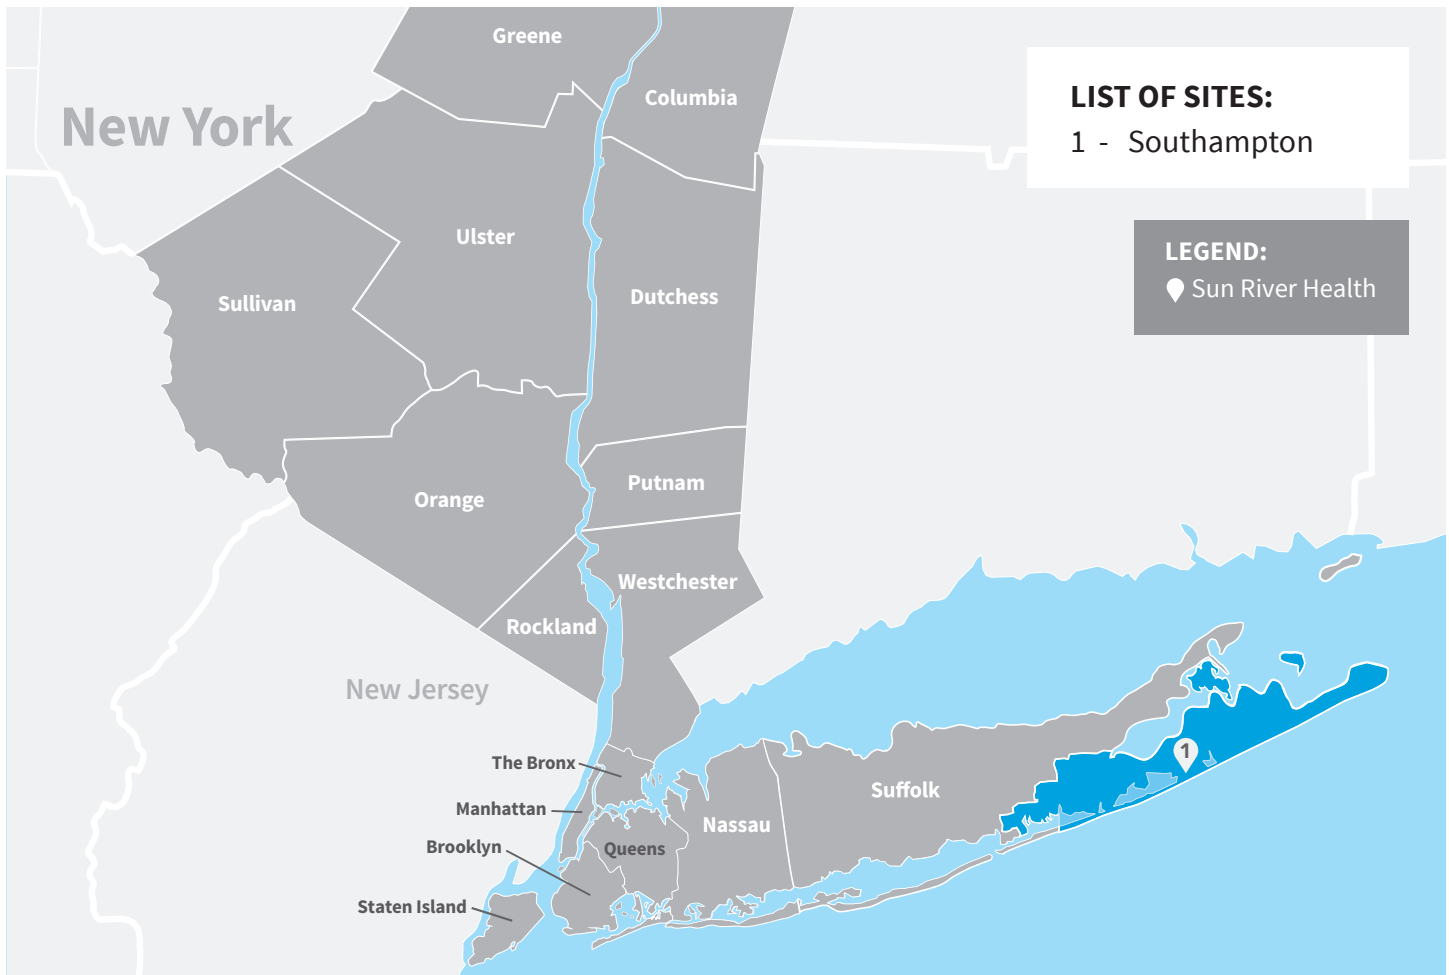 Greene
Columbia
New York
LIST OF SITES:
1 - Southampton
Ulster
LEGEND:
Sun River Health
Sullivan
Dutchess
Putnam
Orange
Westchester
Rockland
New Jersey
The Bronx
1
Suffolk
Manhattan
Nassau
Brooklyn
Queens
Staten Island